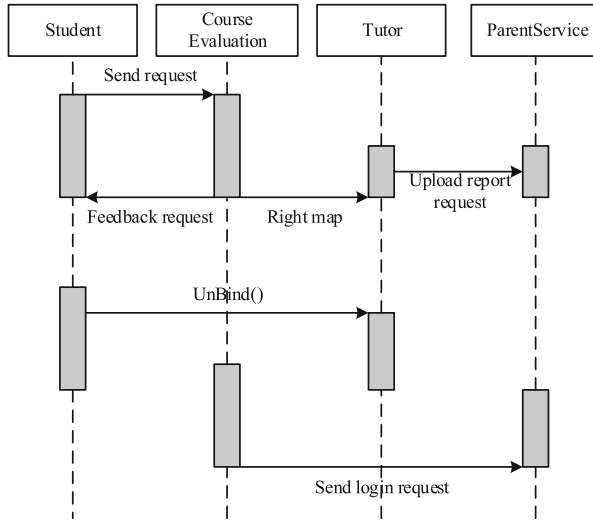 Student
Course
Evaluation
Tutor
ParentService
Send request
Upload report
request
Feedback request
Right map
UnBind()
Send login request